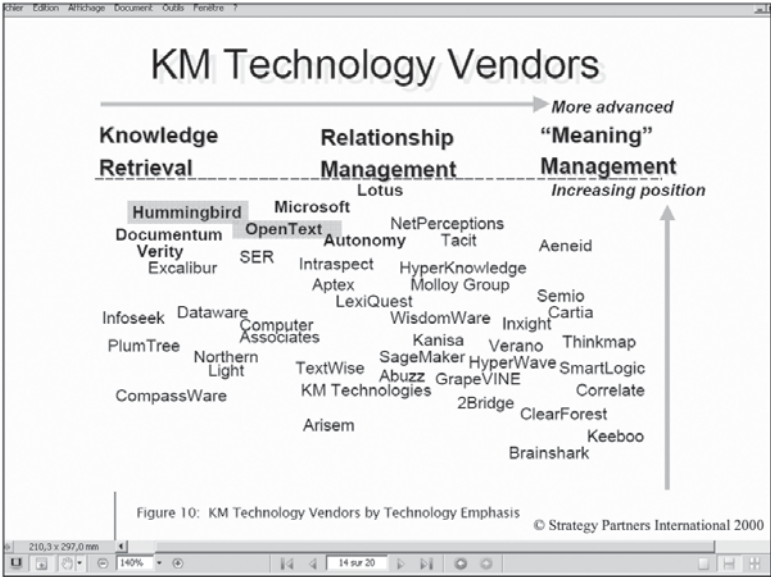 chier Edition Affichage Document Outils Fenêtre ?
KM Technology Vendors
More advanced
Knowledge Retrieval
Relationship Management
“Meaning” Management
Increasing position
Lotus
Hummingbird
Microsoft
OpenText
NetPerceptions
Documentum
Autonomy
Tacit
Aeneid
Verity
SER
Excalibur
Intraspect
HyperKnowledge
Aptex
Molloy Group
LexiQuest
Semio
Infoseek
Dataware
Cartia
WisdomWare
Inxight
Computer
Associates
PlumTree
Kanisa
Verano
Thinkmap
Northern
Light
SageMaker
HyperWave
TextWise
SmartLogic
Abuzz
GrapeVINE
CompassWare
KM Technologies
Correlate
2Bridge
ClearForest
Arisem
Keeboo
Brainshark
Figure 10: KM Technology Vendors by Technology Emphasis
© Strategy Partners International 2000
210,3 x 297,0 mm
140%
14 sur 20